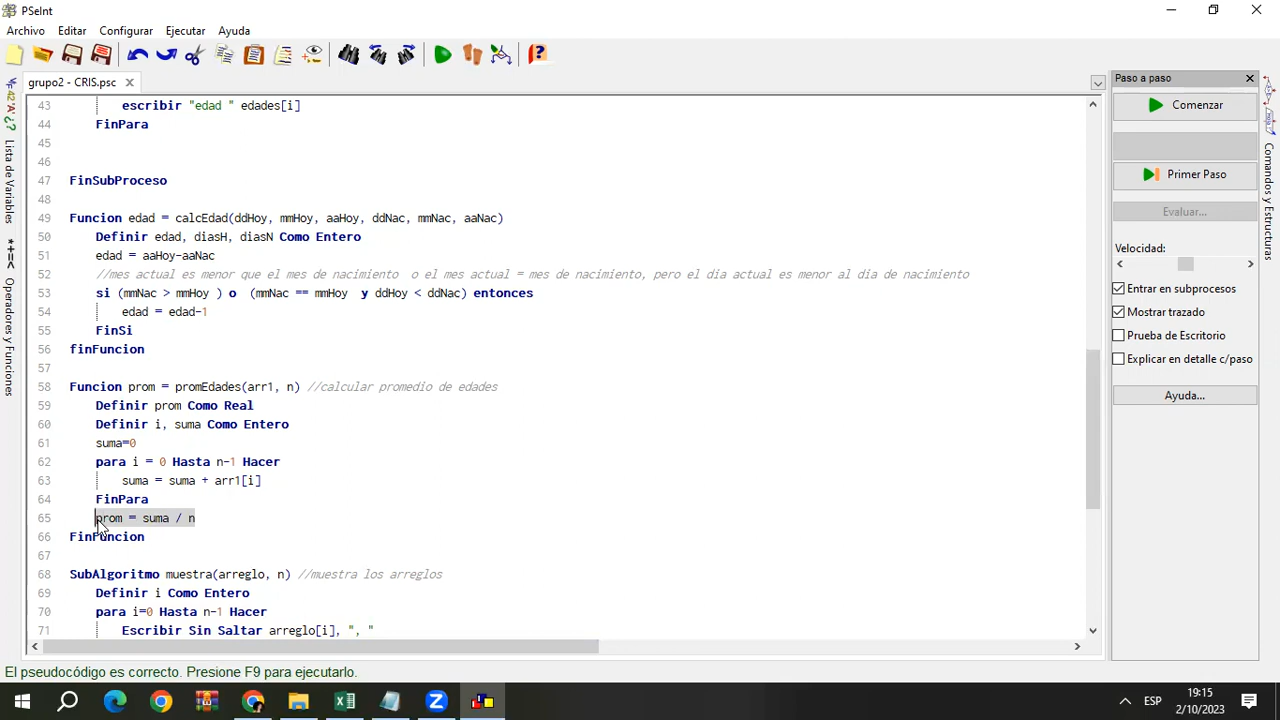 PSeInt
Archivo Editar Configurar Ejecutar Ayuda
grupo2 - CRIS.psc
Paso a paso
43 escribir "edad " edades[i]
44 FinPara
45
46
47 FinSubProceso
48
49 Funcion edad = calcEdad(ddHoy, mmHoy, aaHoy, ddNac, mmNac, aaNac)
50 Definir edad, diasH, diasN Como Entero
51 edad = aaHoy-aaNac
52 //mes actual es menor que el mes de nacimiento o el mes actual = mes de nacimiento, pero el dia actual es menor al dia de nacimiento
53 si (mmNac > mmHoy ) o (mmNac == mmHoy y ddHoy < ddNac) entonces
54 edad = edad-1
55 FinSi
56 finFuncion
57
58 Funcion prom = promEdades(arr1, n) //calcular promedio de edades
59 Definir prom Como Real
60 Definir i, suma Como Entero
61 suma=0
62 para i = 0 Hasta n-1 Hacer
63 suma = suma + arr1[i]
64 FinPara
65 prom = suma / n
66 FinFuncion
67
68 SubAlgoritmo muestra(arreglo, n) //muestra los arreglos
69 Definir i Como Entero
70 para i=0 Hasta n-1 Hacer
71 Escribir Sin Saltar arreglo[i], ", "
Lista de Variables
Operadores y Funciones
Comenzar
Primer Paso
Evaluar...
Velocidad:
Entrar en subprocesos
Mostrar trazado
Prueba de Escritorio
Explicar en detalle c/paso
Ayuda...
Comandos y Estructuras
El pseudocódigo es correcto. Presione F9 para ejecutarlo.
ESP
19:15
2/10/2023